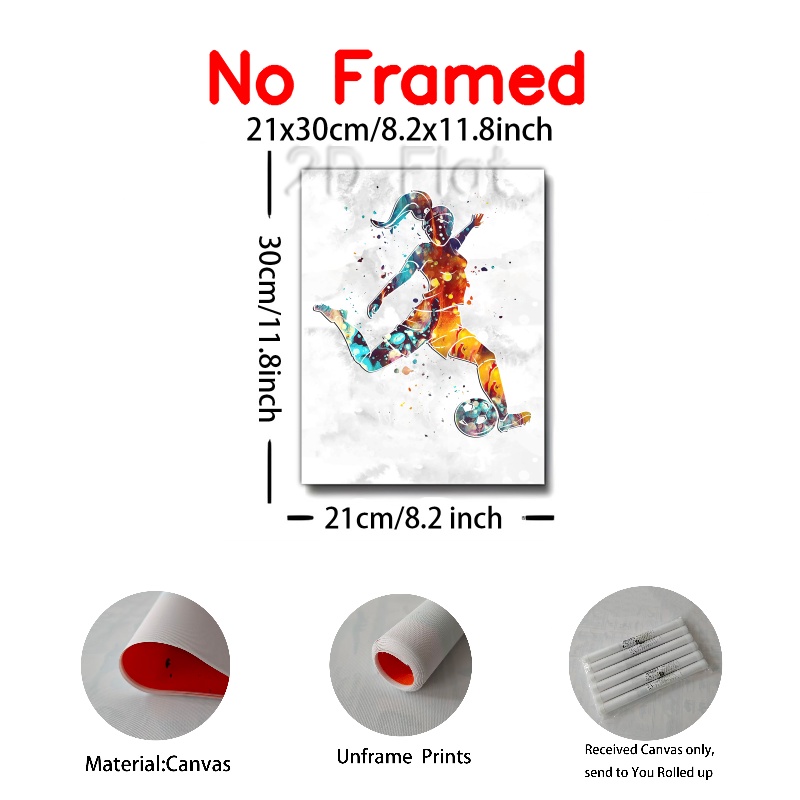 No Framed
21x30cm/8.2x11.8inch
2D Flat
30cm/11.8inch
21cm/8.2 inch
Material:Canvas
Unframe Prints
Received Canvas only,
send to You Rolled up